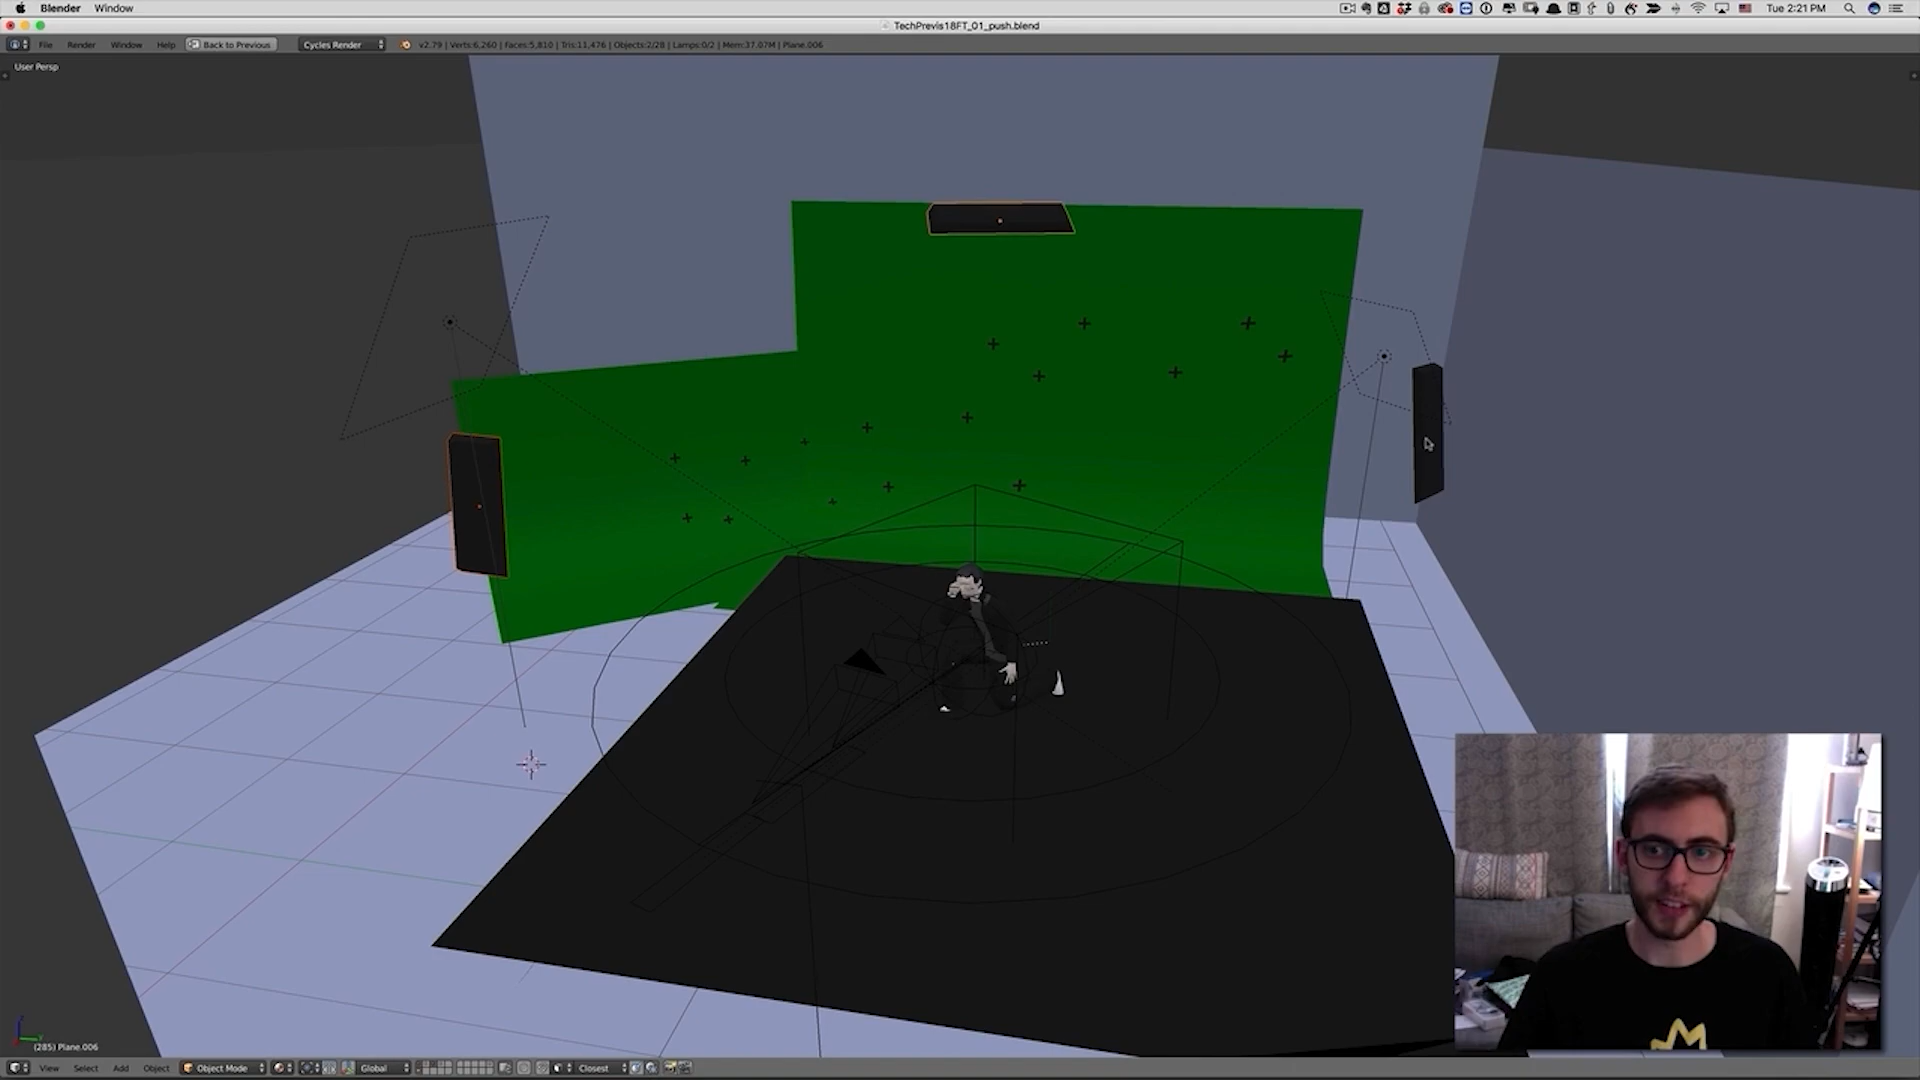 Blender Window
Tue 2:21 PM
TechPrevis18FT_01_push.blend
File Render Window Help Back to Previous Cycles Render v2.79 | Verts:6,260 | Faces:5,810 | Tris:11,476 | Objects:2/28 | Lamps:0/2 | Mem:37.07M | Plane.006
User Persp
(285) Plane.006
View Select Add Object Object Mode Global Closest